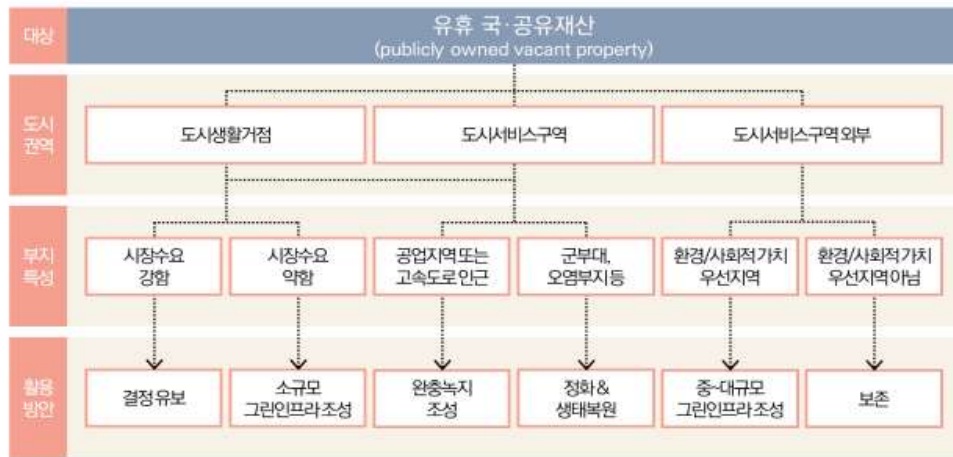 대상
유휴 국·공유재산
(publicly owned vacant property)
도시
권역
도시생활거점
도시서비스구역
도시서비스구역 외부
부지
특성
시장수요
강함
시장수요
약함
공업지역 또는
고속도로 인근
군부대,
오염부지 등
환경/사회적 가치
우선지역
환경/사회적 가치
우선지역 아님
활용
방안
결정 유보
소규모
그린인프라 조성
완충녹지
조성
정화 &
생태복원
중~대규모
그린인프라 조성
보존